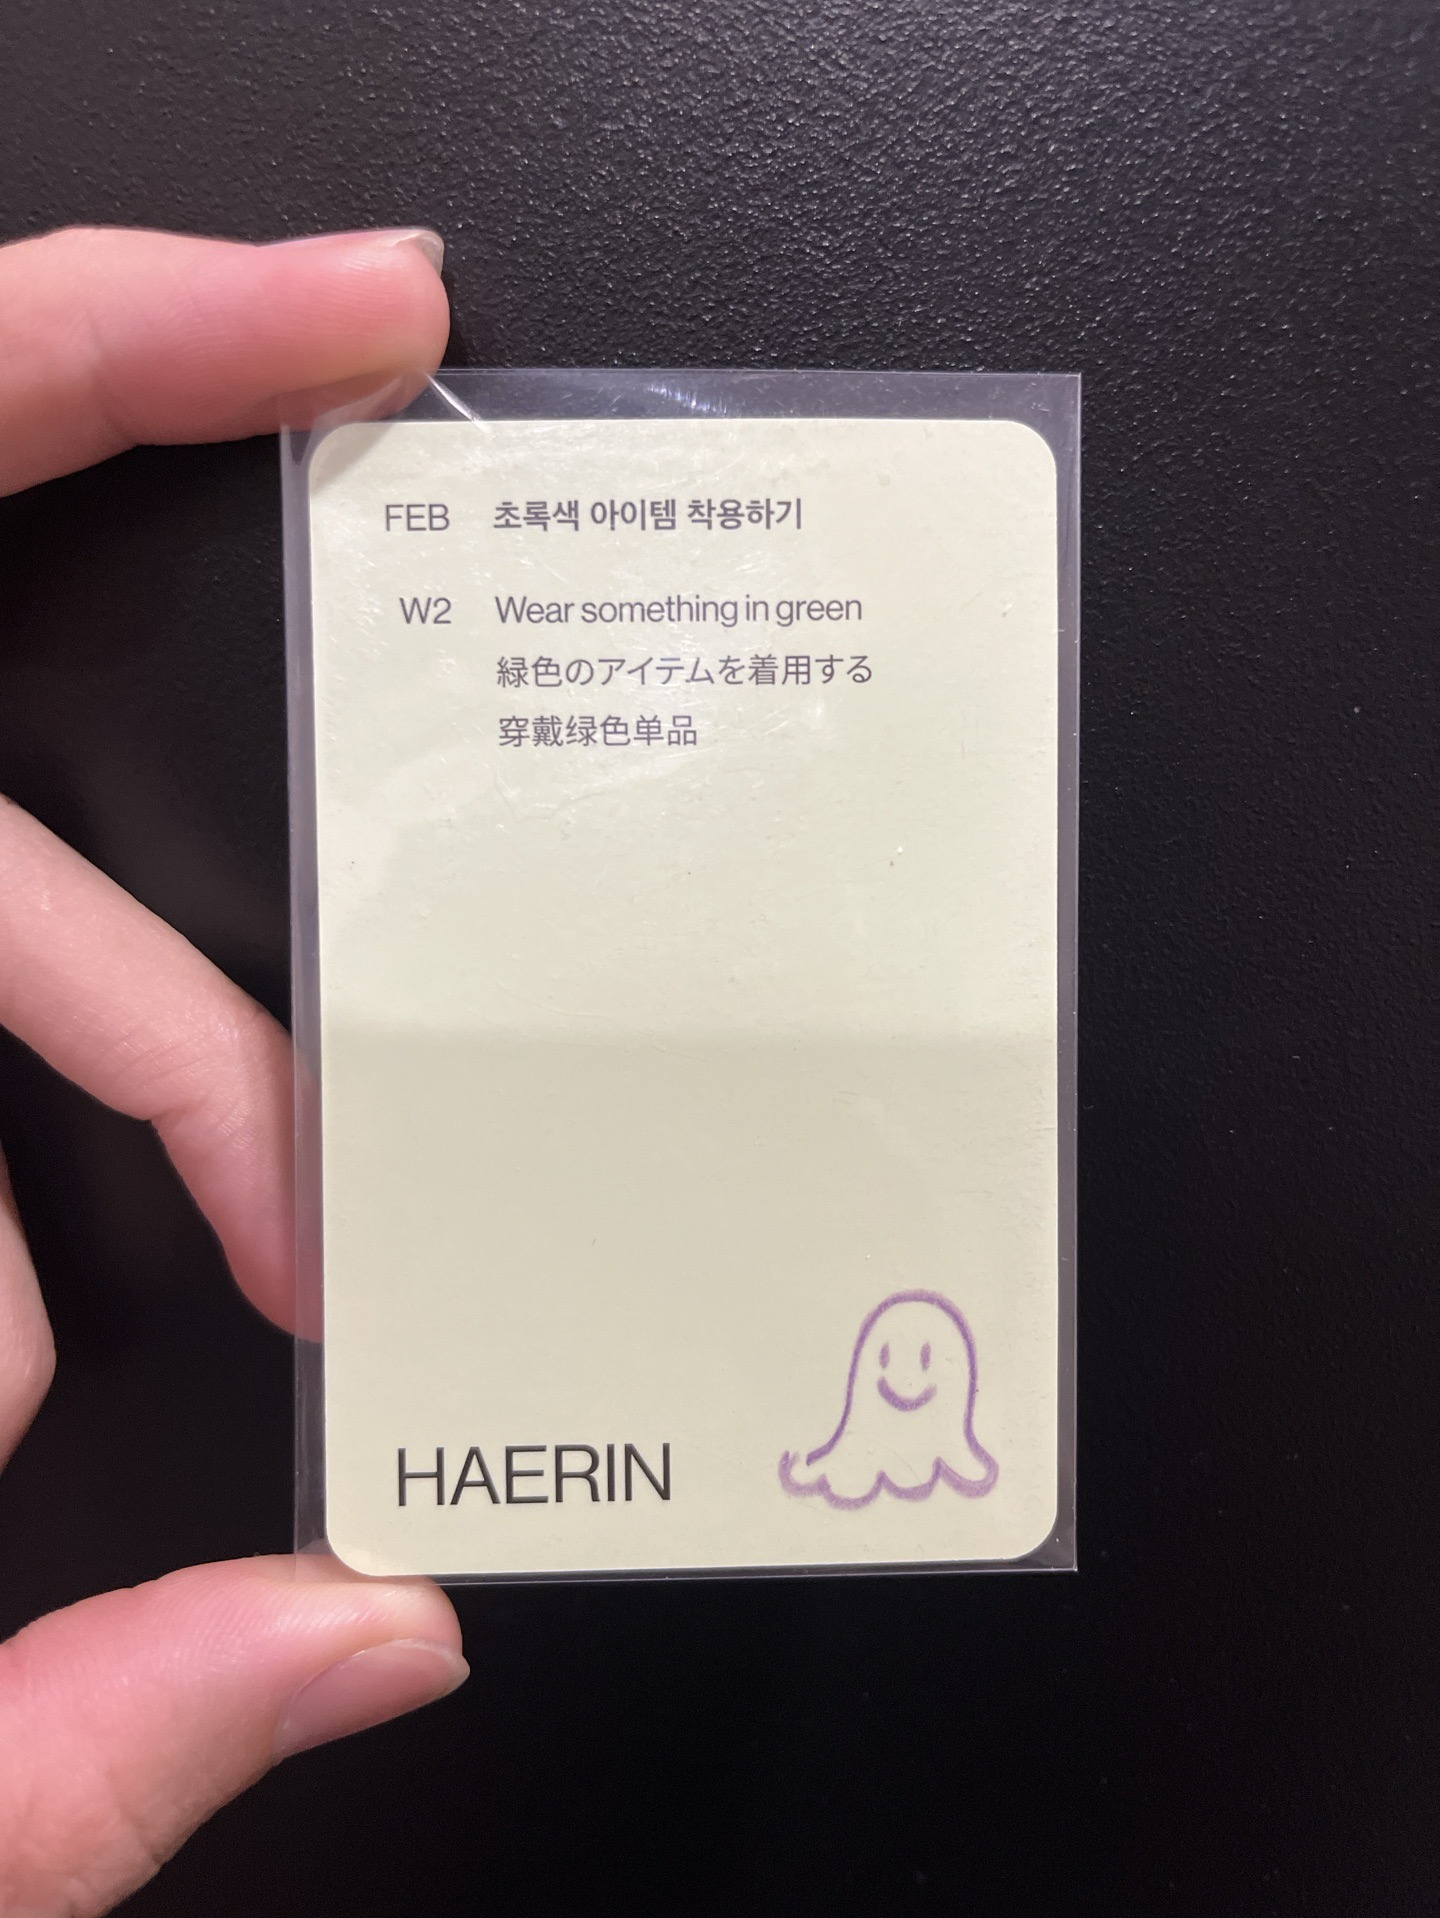 FEB 초록색 아이템 착용하기
W2 Wear something in green
緑色のアイテムを着用する
穿戴绿色单品
HAERIN